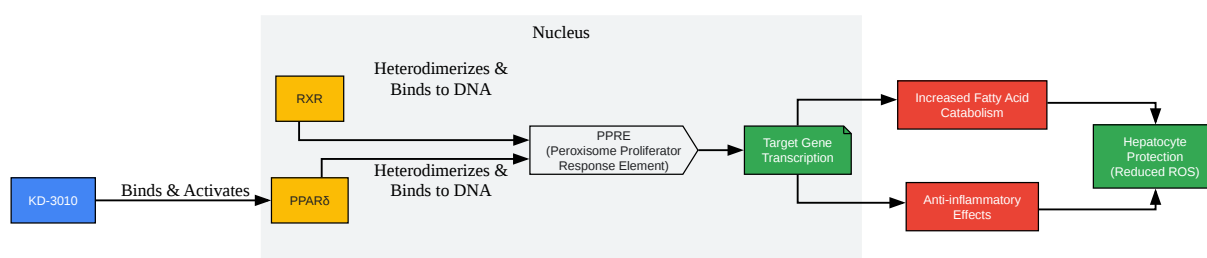 Nucleus
Heterodimerizes &
Binds to DNA
RXR
PPRE
(Peroxisome Proliferator
Response Element)
Heterodimerizes &
Binds to DNA
KD-3010
Binds & Activates
PPARδ
Target Gene
Transcription
Increased Fatty Acid
Catabolism
Anti-inflammatory
Effects
Hepatocyte
Protection
(Reduced ROS)